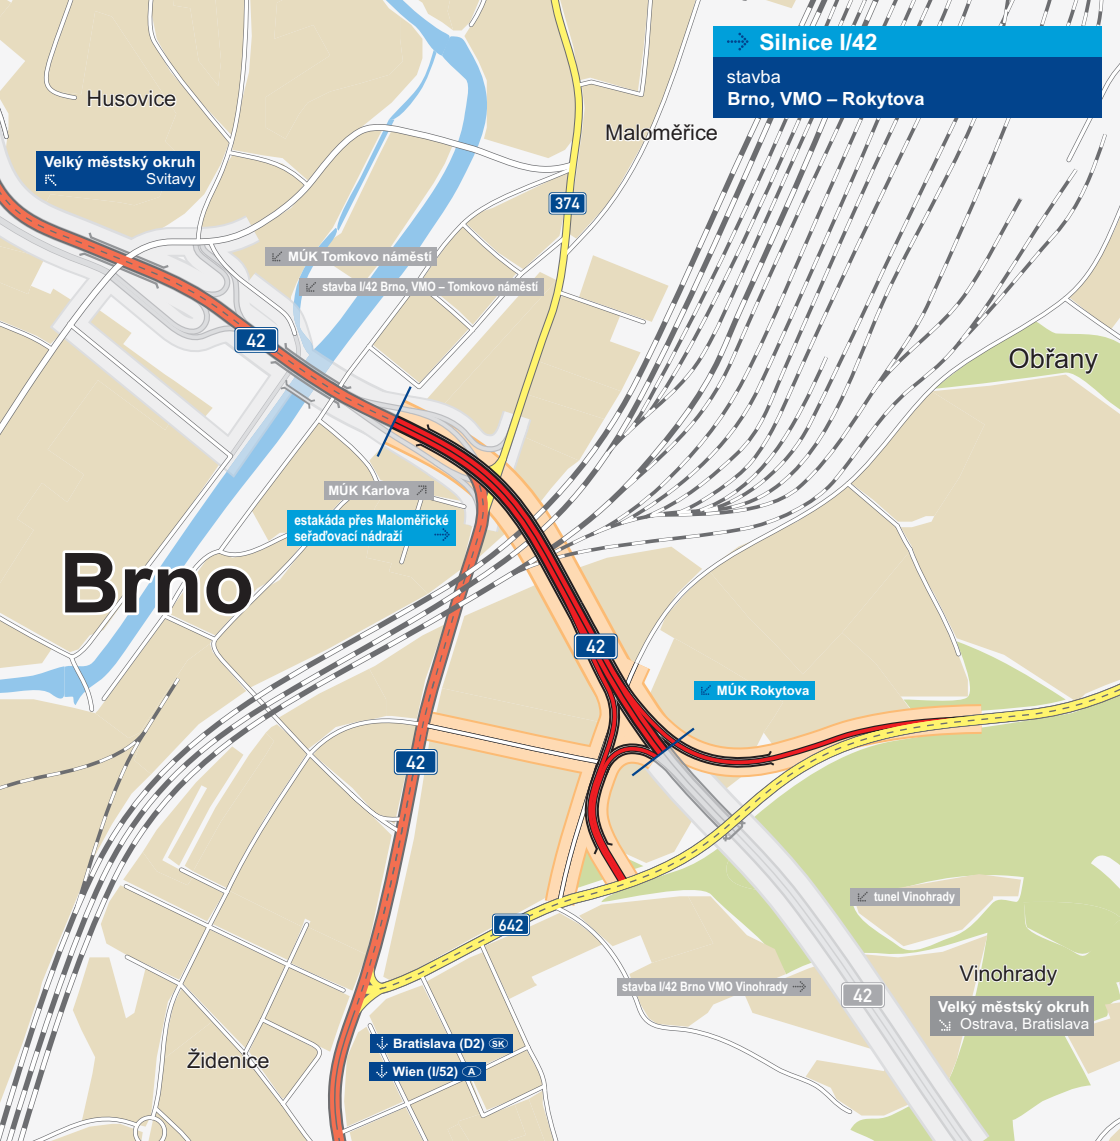 Silnice I/42
stavba
Brno, VMO – Rokytova
Husovice
Maloměřice
Velký městský okruh
Svitavy
374
MÚK Tomkovo náměstí
stavba I/42 Brno, VMO – Tomkovo náměstí
42
Obřany
MÚK Karlova
estakáda přes Maloměřické
seřaďovací nádraží
Brno
42
MÚK Rokytova
42
tunel Vinohrady
642
Vinohrady
stavba I/42 Brno VMO Vinohrady
42
Velký městský okruh
Ostrava, Bratislava
Židenice
Bratislava (D2) SK
Wien (I/52) A